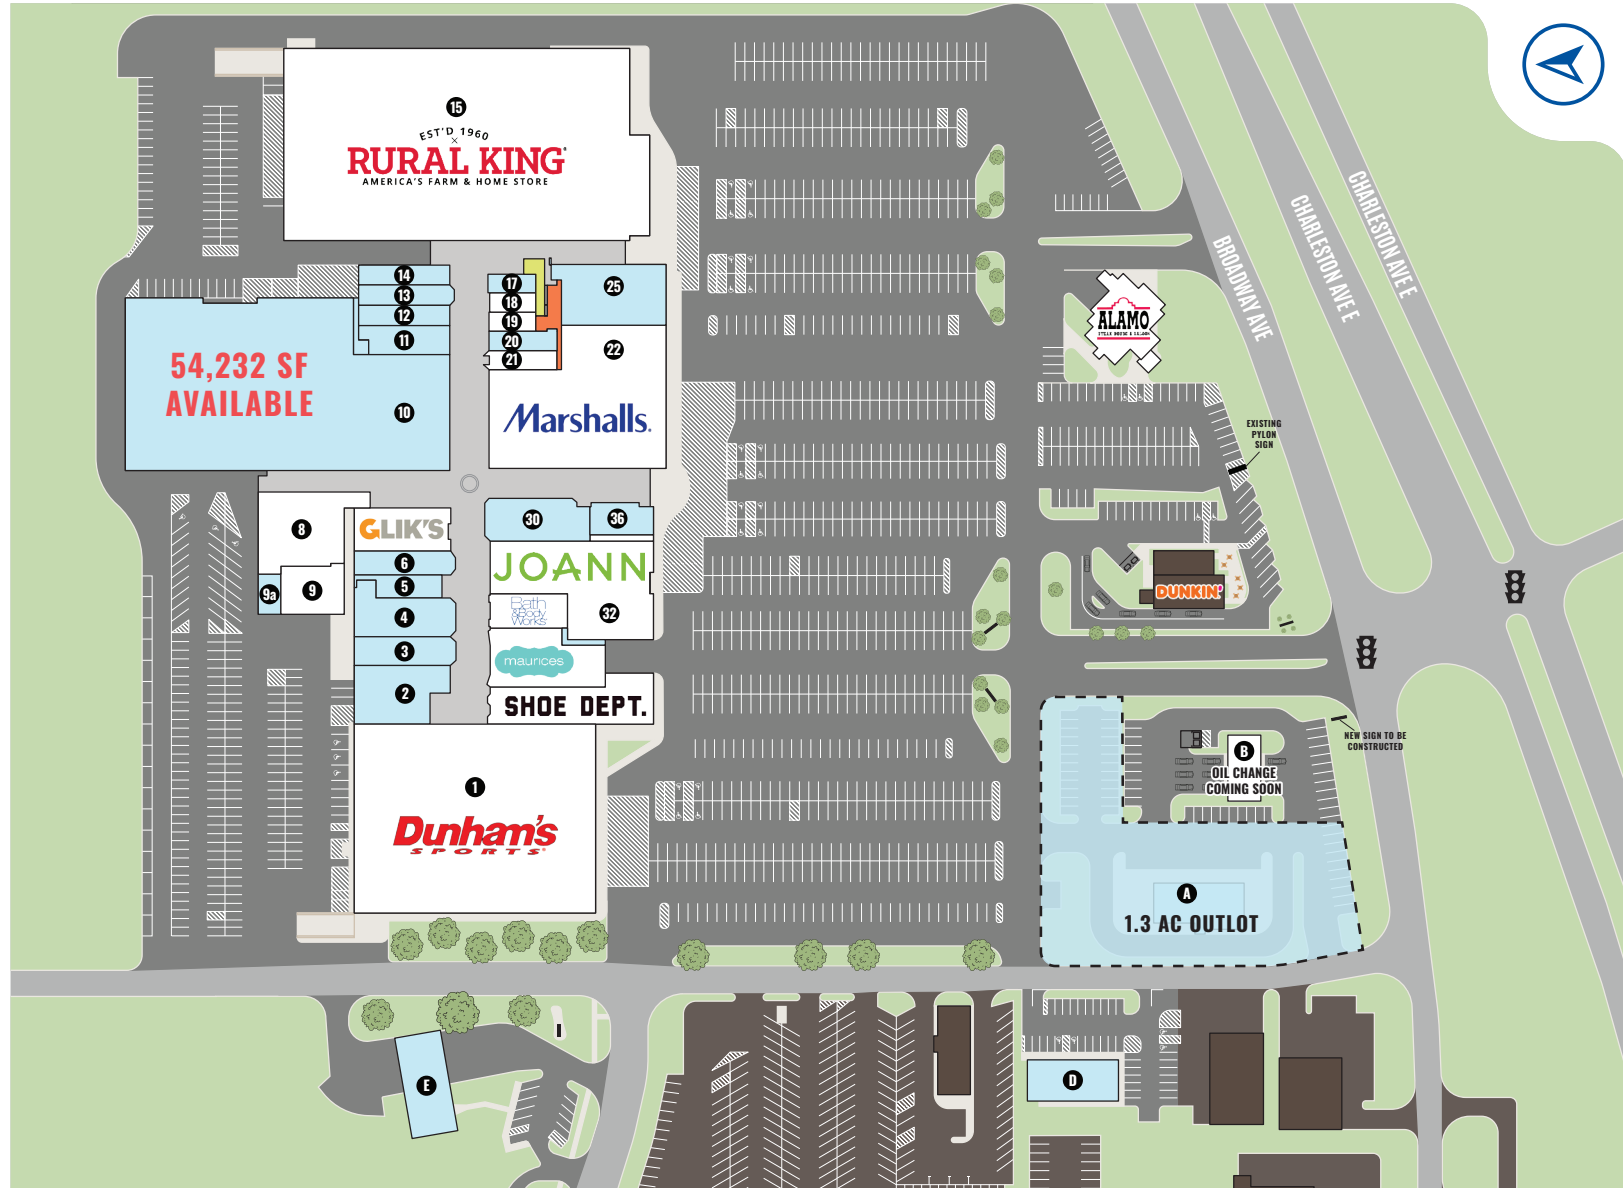 15
EST'D 1960
RURAL KING
AMERICA'S FARM & HOME STORE
14
13
12
11
54,232 SF
AVAILABLE
10
17
18
19
20
21
25
22
Marshalls.
8
GLIK'S
6
5
9a
9
4
3
2
30
36
JOANN
Bath
& Body
Works
32
maurices
SHOE DEPT.
1
Dunham's
SPORTS
CHARLESTON AVE E
CHARLESTON AVE E
BROADWAY AVE
ALAMO
STEAK HOUSE & SALOON
EXISTING
PYLON
SIGN
DUNKIN'
NEW SIGN TO BE
CONSTRUCTED
B
OIL CHANGE
COMING SOON
A
1.3 AC OUTLOT
E
D